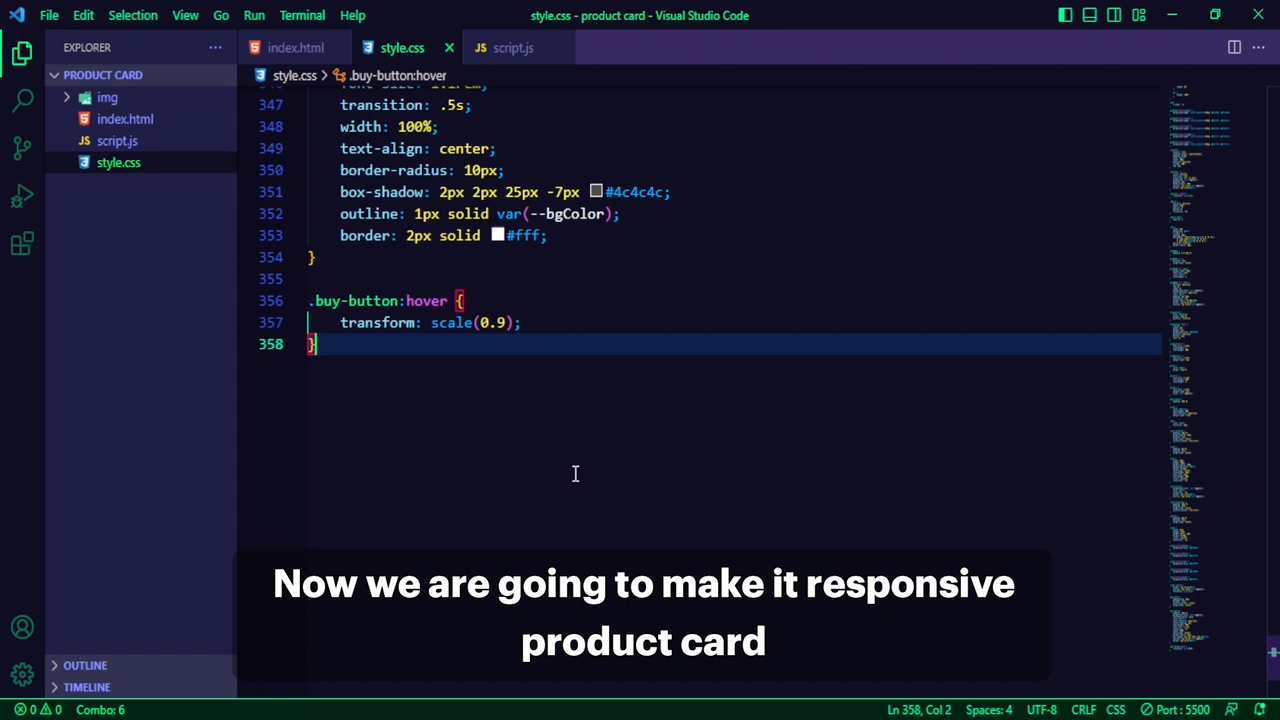 File Edit Selection View Go Run Terminal Help
style.css - product card - Visual Studio Code
EXPLORER
index.html
style.css
JS script.js
PRODUCT CARD
style.css > .buy-button:hover
img
index.html
JS script.js
style.css
347 transition: .5s;
348 width: 100%;
349 text-align: center;
350 border-radius: 10px;
351 box-shadow: 2px 2px 25px -7px #4c4c4c;
352 outline: 1px solid var(--bgColor);
353 border: 2px solid #fff;
354 }
355
356 .buy-button:hover {
357 transform: scale(0.9);
358 }
Now we are going to make it responsive
product card
OUTLINE
TIMELINE
0 0 Combo: 6
Ln 358, Col 2 Spaces: 4 UTF-8 CRLF CSS Port : 5500